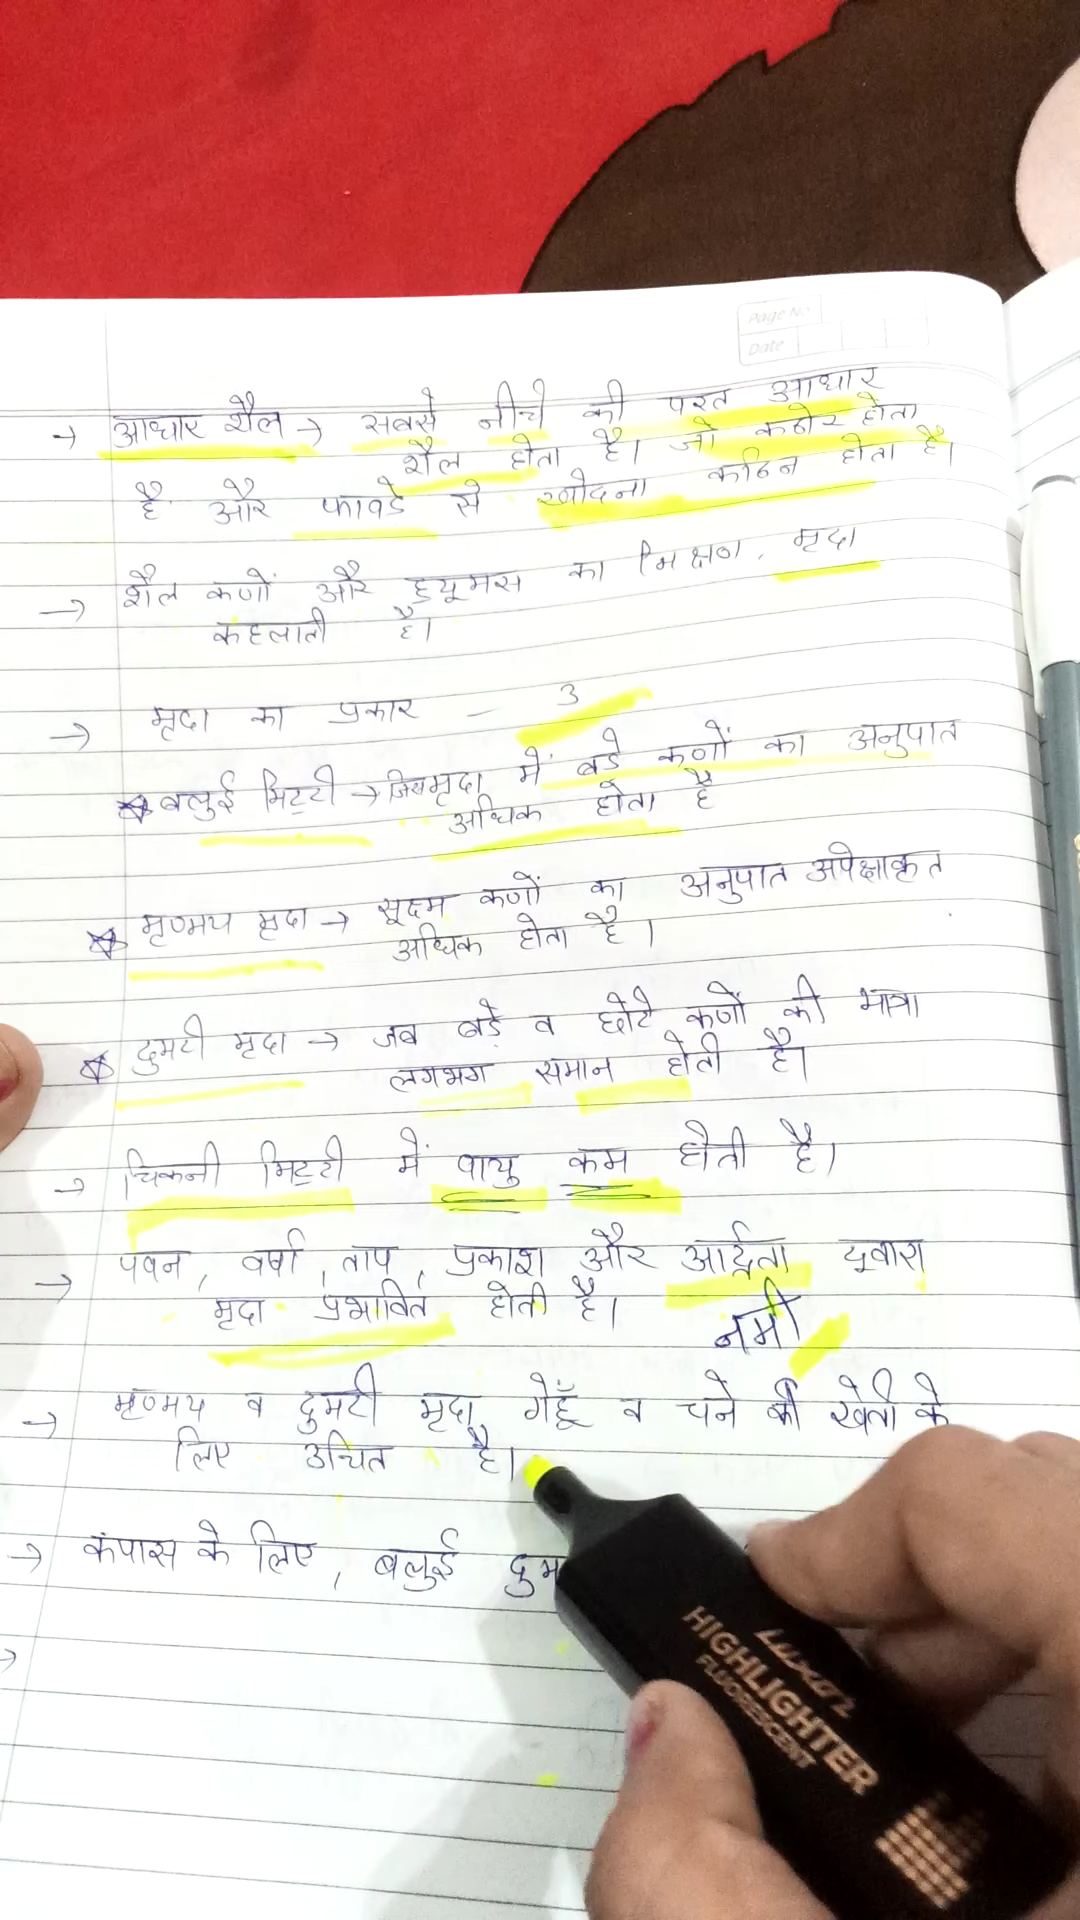 Page No.
Date
→ आधार शैल → सबसे नीचे की परत आधार
शैल होता है। जो कठोर होता
है और फावडे से खोदना कठिन होता है।
→ शैल कणों और ह्यूमस का मिश्रण, मृदा
कहलाती है।
→ मृदा का प्रकार – 3
बलुई मिट्टी → जिस मृदा में बडे कणों का अनुपात
अधिक होता है
मृण्मय मृदा → सूक्ष्म कणों का अनुपात अपेक्षाकृत
अधिक होता है।
दुमटी मृदा → जब बड़े व छोटे कणों की मात्रा
लगभग समान होती है।
→ चिकनी मिट्टी में वायु कम होती है।
→ पवन, वर्षा, ताप, प्रकाश और आर्द्रता द्वारा
मृदा प्रभावित होती है। नमी
→ मृण्मय व दुमटी मृदा गेहूँ व चने की खेती के
लिए उचित है।
→ कंपास के लिए, बलुई दुम
→
Luxor
HIGHLIGHTER
FLUORESCENT